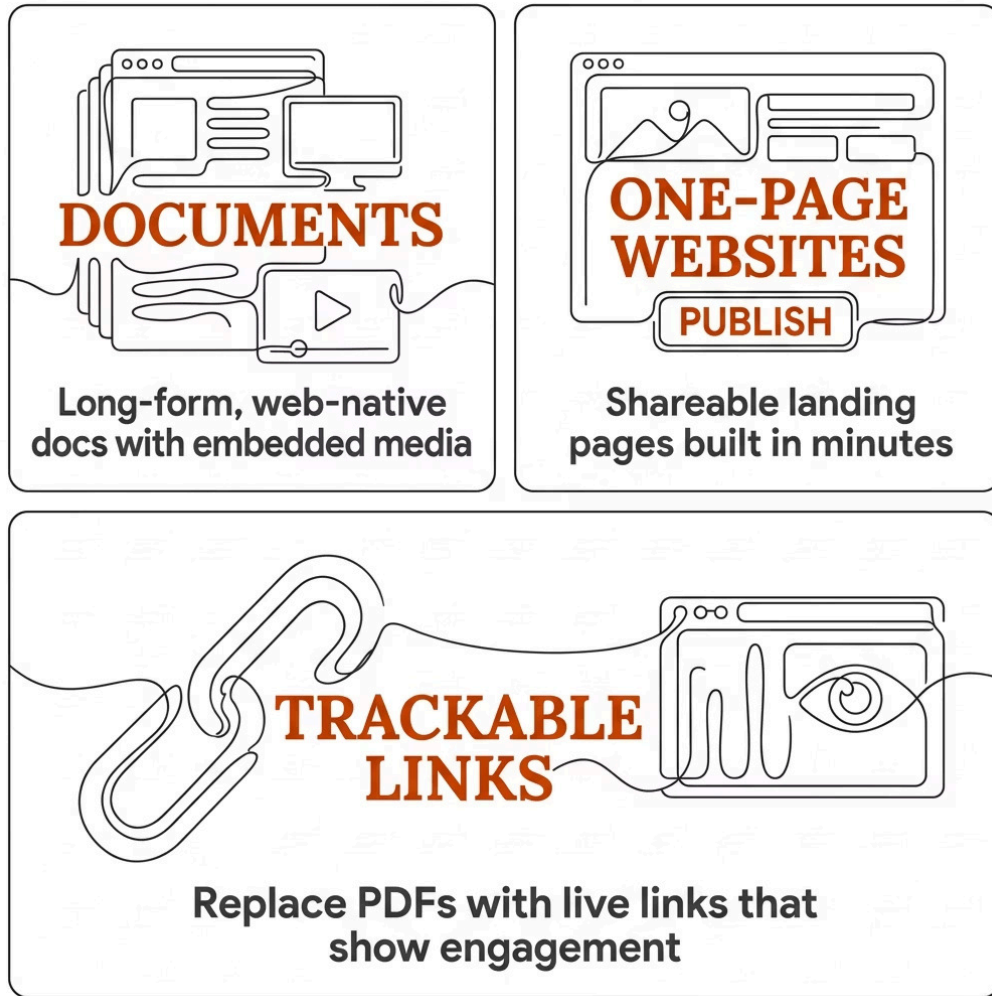 DOCUMENTS
Long-form, web-native
docs with embedded media
ONE-PAGE
WEBSITES
PUBLISH
Shareable landing
pages built in minutes
TRACKABLE
LINKS
Replace PDFs with live links that
show engagement